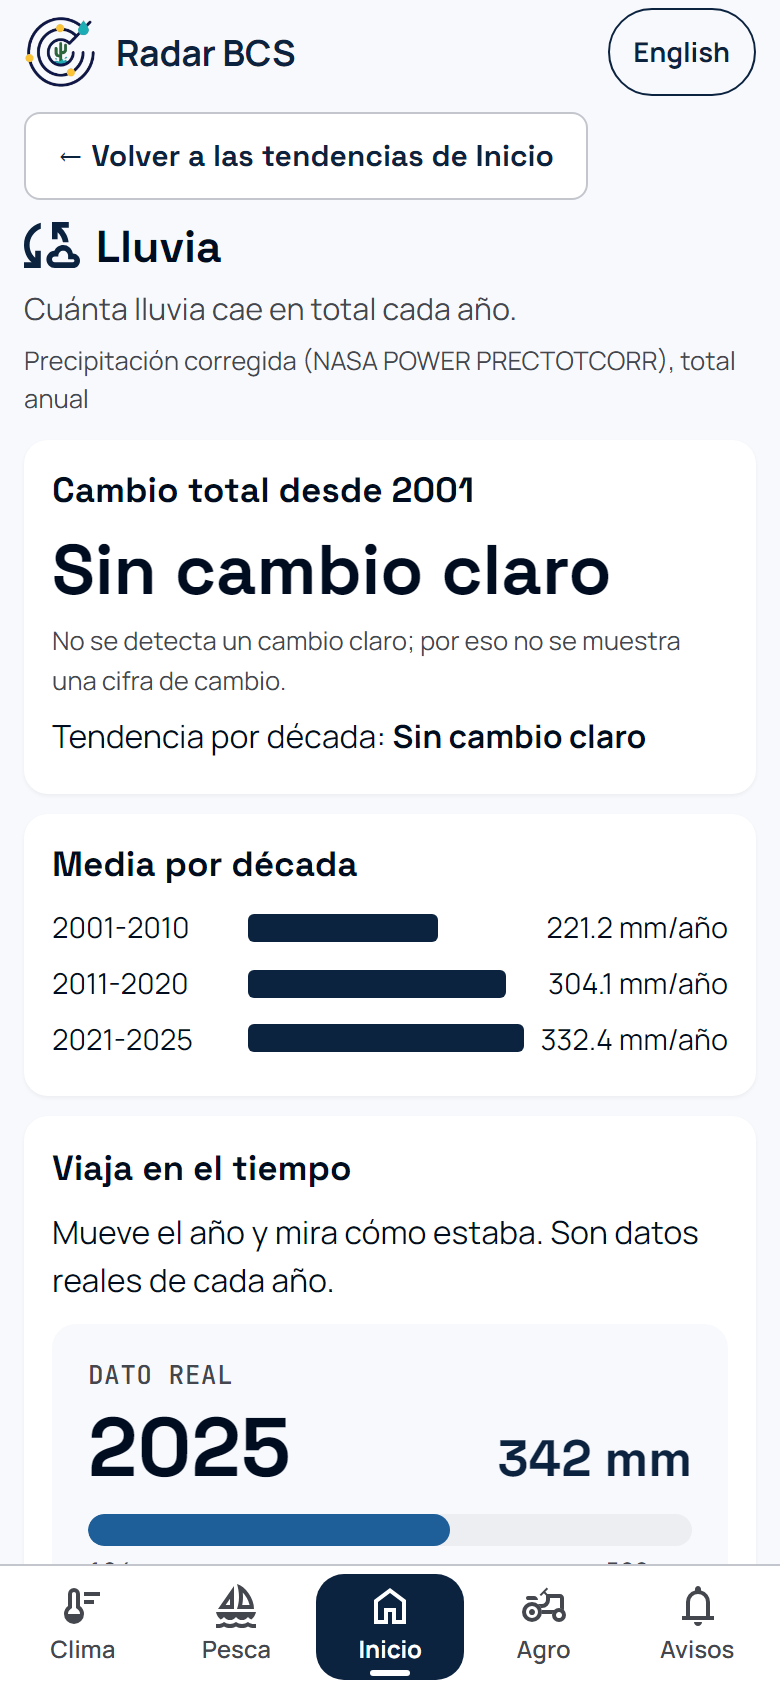 Radar BCS
English
← Volver a las tendencias de Inicio
Lluvia
Cuánta lluvia cae en total cada año.
Precipitación corregida (NASA POWER PRECTOTCORR), total
anual
Cambio total desde 2001
Sin cambio claro
No se detecta un cambio claro; por eso no se muestra
una cifra de cambio.
Tendencia por década: Sin cambio claro
Media por década
2001-2010 221.2 mm/año
2011-2020 304.1 mm/año
2021-2025 332.4 mm/año
Viaja en el tiempo
Mueve el año y mira cómo estaba. Son datos
reales de cada año.
DATO REAL
2025 342 mm
Clima Pesca Inicio Agro Avisos